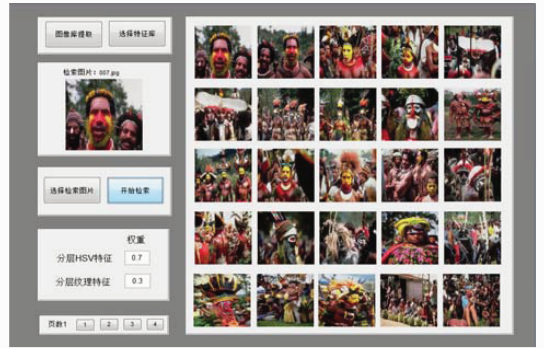 图像库提取 选择特征库
检索图片：007.jpg
选择检索图片 开始检索
权重
分层HSV特征 0.7
分层纹理特征 0.3
页数1 1 2 3 4